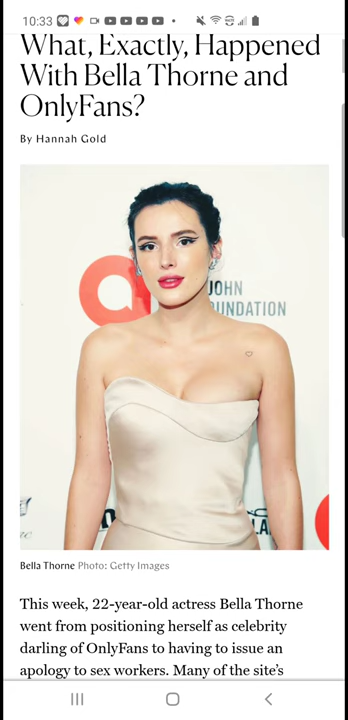 10:33
What, Exactly, Happened
With Bella Thorne and
OnlyFans?
By Hannah Gold
JOHN
UNDATION
Bella Thorne Photo: Getty Images
This week, 22-year-old actress Bella Thorne
went from positioning herself as celebrity
darling of OnlyFans to having to issue an
apology to sex workers. Many of the site's